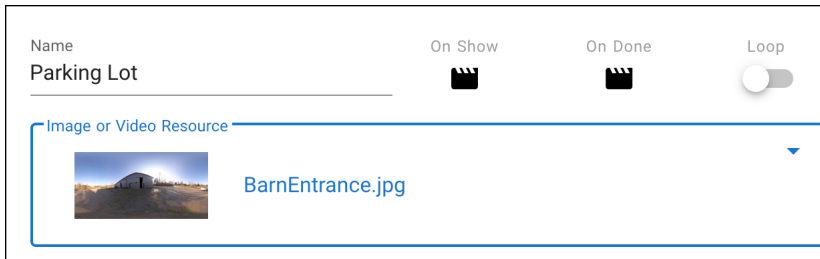 Name
On Show
On Done
Loop
Parking Lot
Image or Video Resource
BarnEntrance.jpg